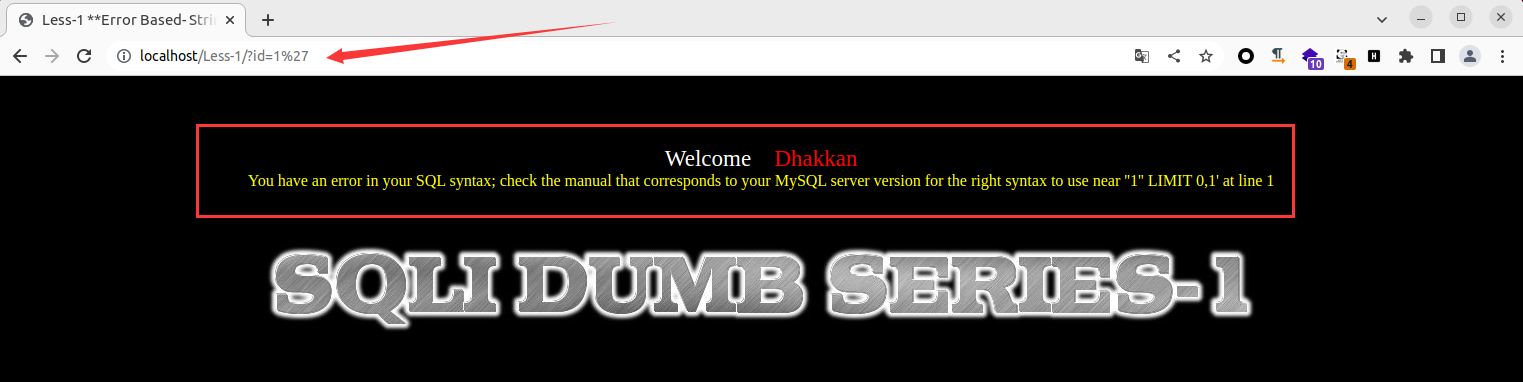 Less-1 **Error Based- Strin
localhost/Less-1/?id=1%27
10
4
H
Welcome    Dhakkan
You have an error in your SQL syntax; check the manual that corresponds to your MySQL server version for the right syntax to use near ''1'' LIMIT 0,1' at line 1
SQLI DUMB SERIES-1